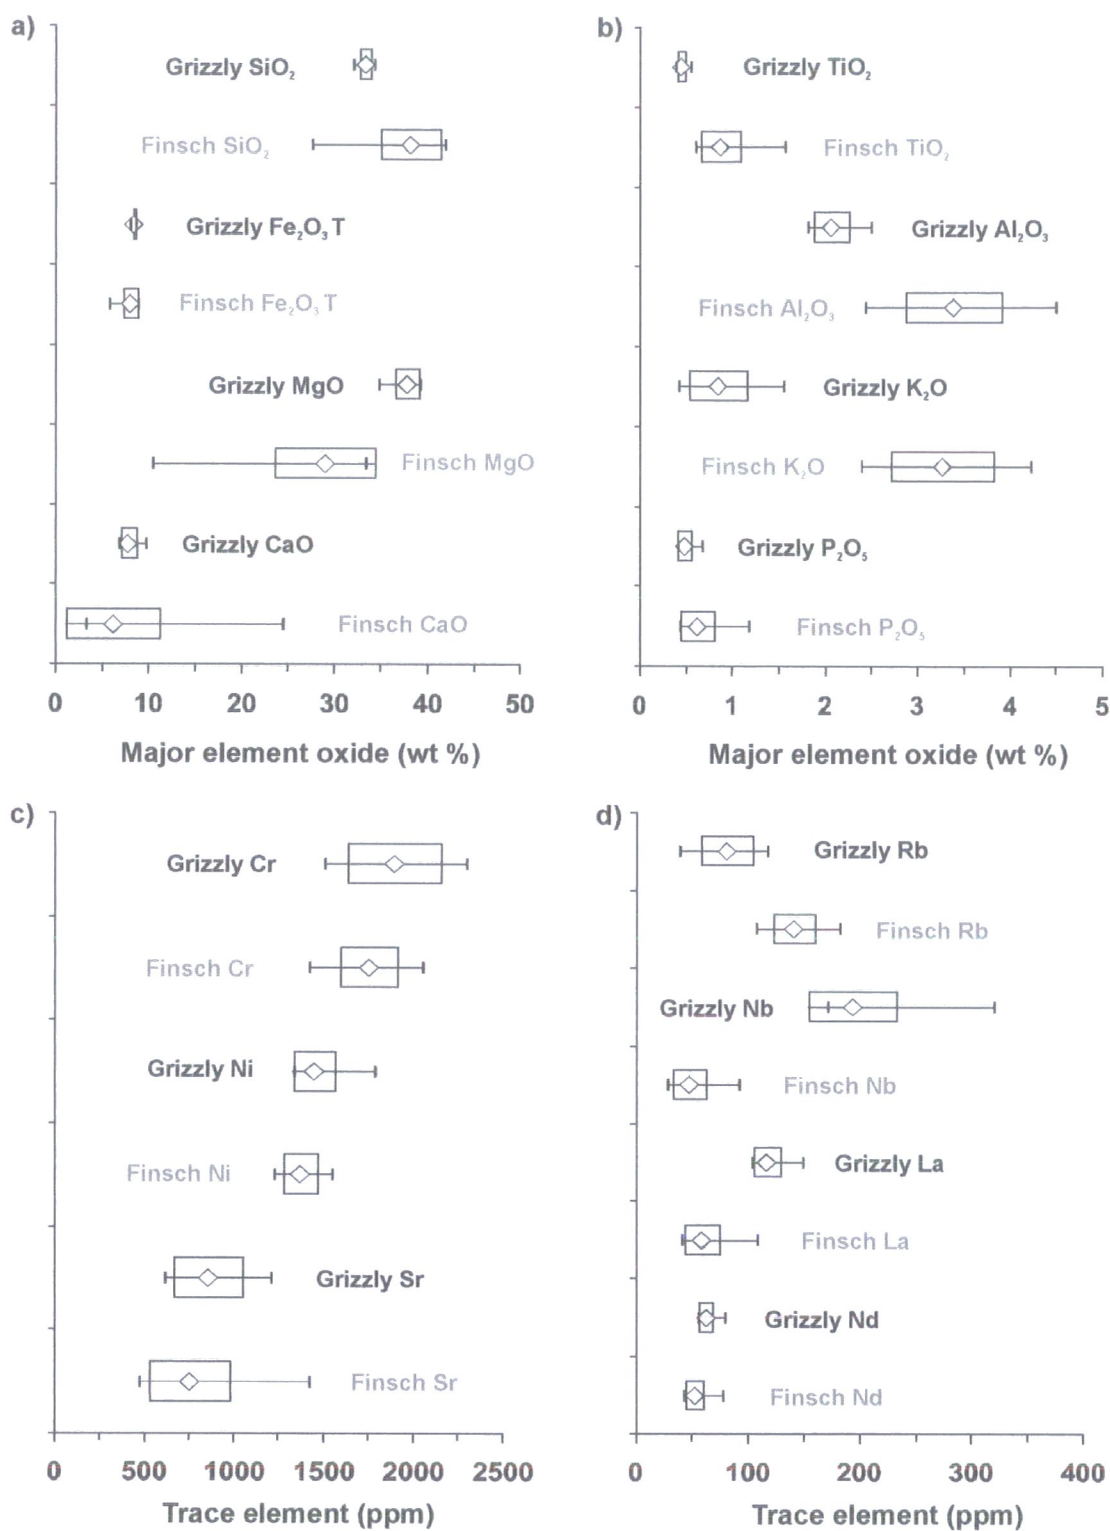 a)
Grizzly SiO₂
Finsch SiO₂
Grizzly Fe₂O₃T
Finsch Fe₂O₃T
Grizzly MgO
Finsch MgO
Grizzly CaO
Finsch CaO
0 10 20 30 40 50
Major element oxide (wt %)
b)
Grizzly TiO₂
Finsch TiO₂
Grizzly Al₂O₃
Finsch Al₂O₃
Grizzly K₂O
Finsch K₂O
Grizzly P₂O₅
Finsch P₂O₅
0 1 2 3 4 5
Major element oxide (wt %)
c)
Grizzly Cr
Finsch Cr
Grizzly Ni
Finsch Ni
Grizzly Sr
Finsch Sr
0 500 1000 1500 2000 2500
Trace element (ppm)
d)
Grizzly Rb
Finsch Rb
Grizzly Nb
Finsch Nb
Grizzly La
Finsch La
Grizzly Nd
Finsch Nd
0 100 200 300 400
Trace element (ppm)